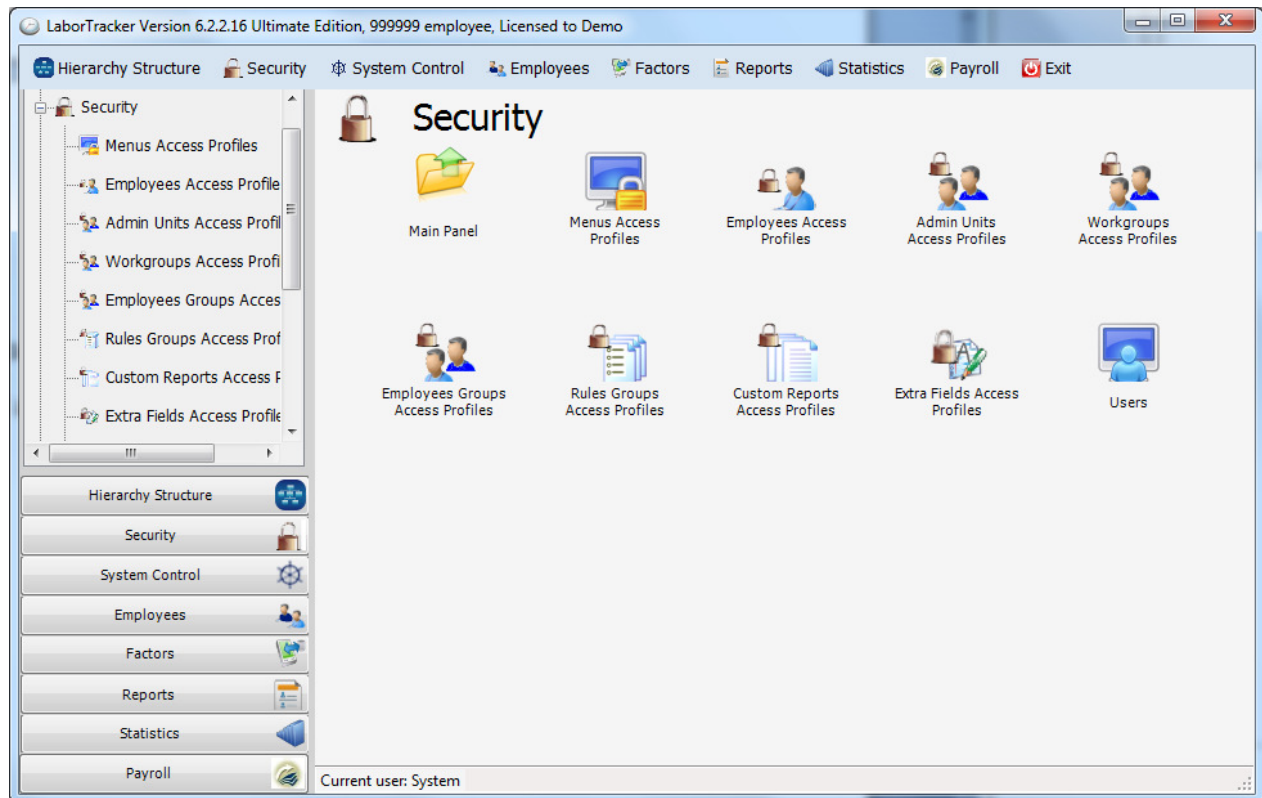 LaborTracker Version 6.2.2.16 Ultimate Edition, 999999 employee, Licensed to Demo
Hierarchy Structure Security System Control Employees Factors Reports Statistics Payroll Exit
Security
Menus Access Profiles
Employees Access Profile
Admin Units Access Profil
Workgroups Access Profi
Employees Groups Acces
Rules Groups Access Prof
Custom Reports Access P
Extra Fields Access Profile
Hierarchy Structure
Security
System Control
Employees
Factors
Reports
Statistics
Payroll
Security
Main Panel
Menus Access
Profiles
Employees Access
Profiles
Admin Units
Access Profiles
Workgroups
Access Profiles
Employees Groups
Access Profiles
Rules Groups
Access Profiles
Custom Reports
Access Profiles
Extra Fields Access
Profiles
Users
Current user: System